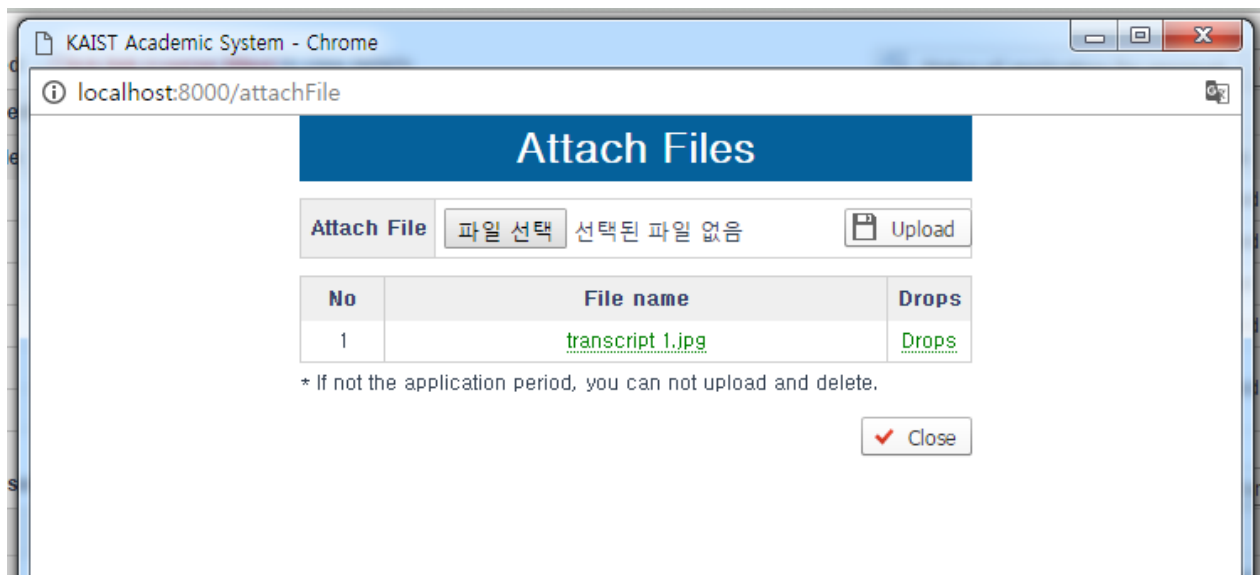 KAIST Academic System - Chrome
localhost:8000/attachFile
Attach Files
Attach File 파일 선택 선택된 파일 없음 Upload
No File name Drops
1 transcript 1.jpg Drops
* If not the application period, you can not upload and delete.
Close